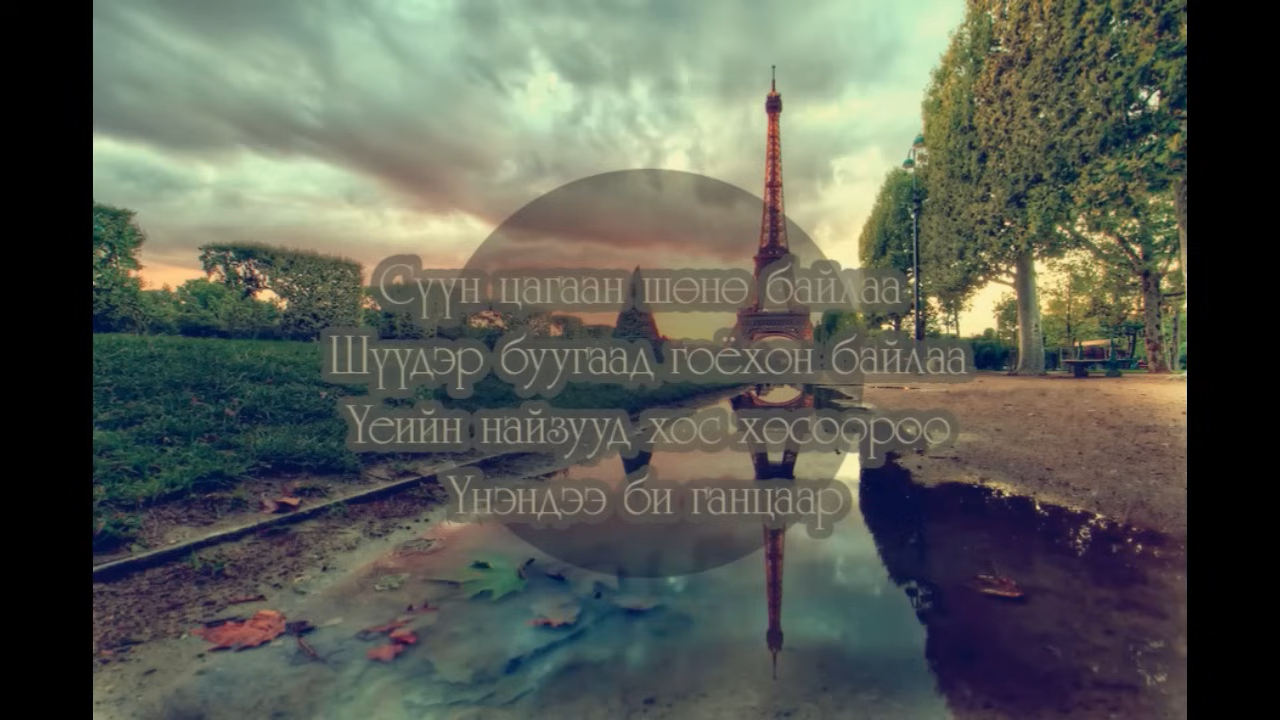 Сүүн цагаан шөнө байлаа
Шүүдэр буугаад гоёхон байлаа
Үеийн найзууд хос хосоороо
Үнэндээ би ганцаар